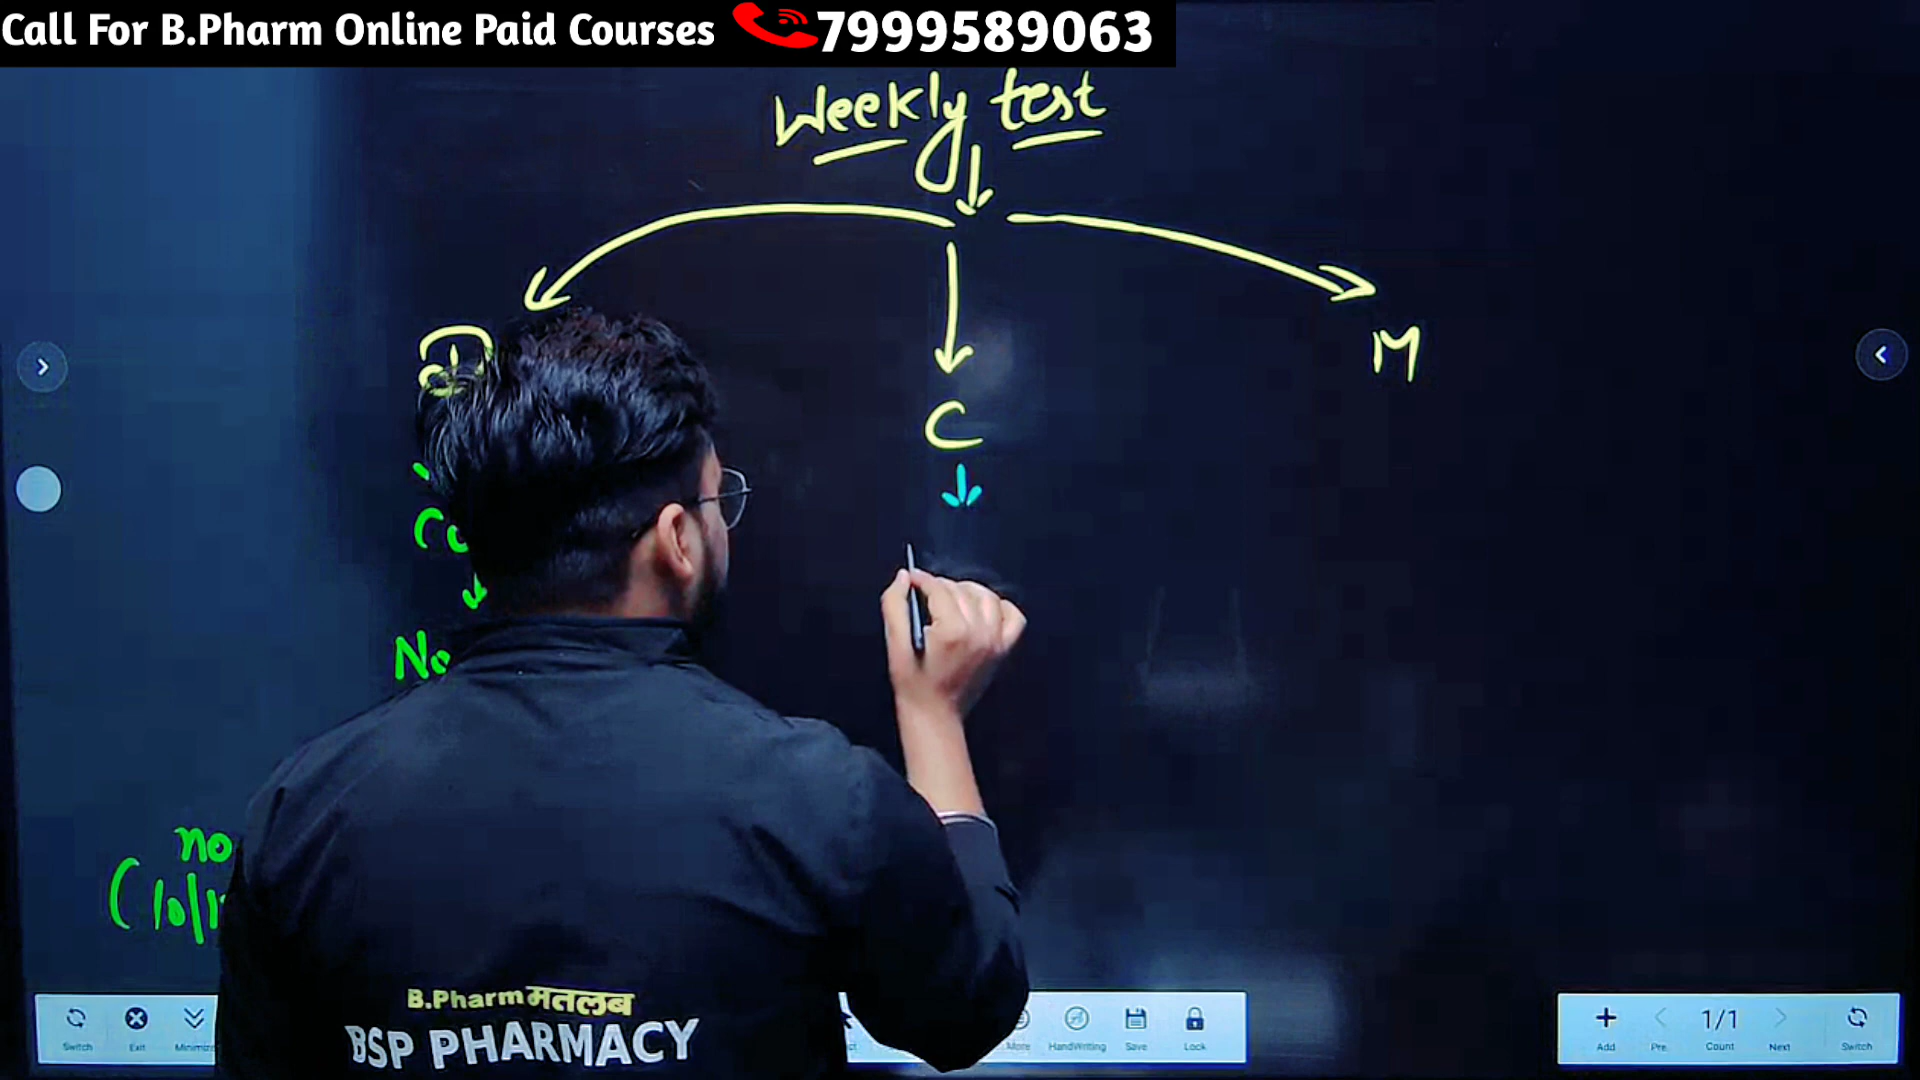 Call For B.Pharm Online Paid Courses 7999589063
Weekly test
M
C
no
B.Pharm मतलब
BSP PHARMACY
Switch Exit More HandWriting Save Lock Add Pre 1/1 Count Next Switch